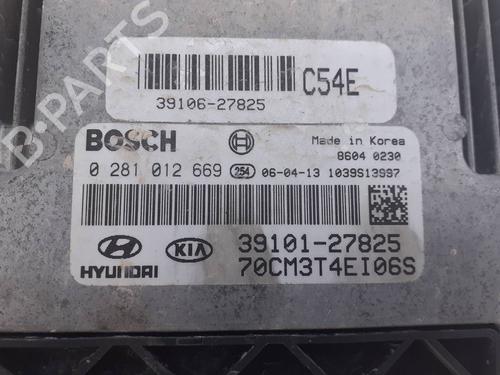 C54E
39106-27825
BOSCH
Made in Korea
8604 0230
0 281 012 669 254 06-04-13 1039S13997
HYUNDAI KIA 39101-27825
70CM3T4EI06S
B-PARTS